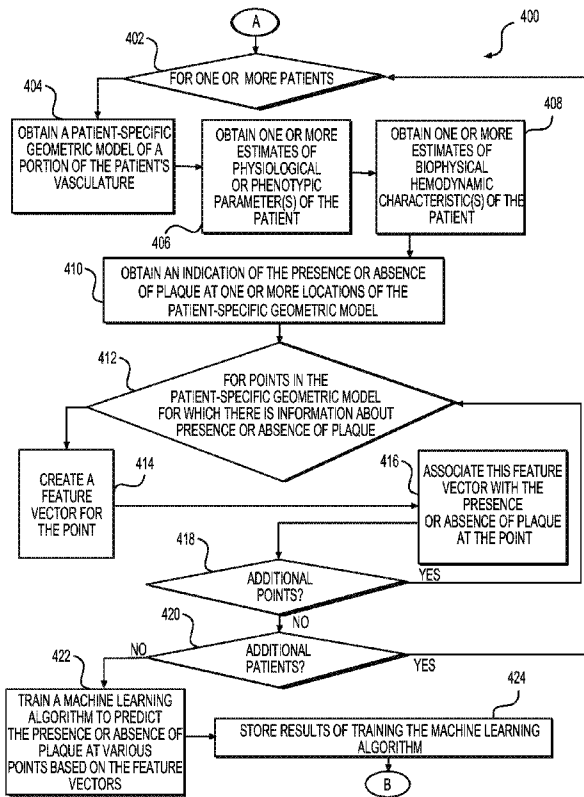 A
400
402
FOR ONE OR MORE PATIENTS
404
408
OBTAIN A PATIENT-SPECIFIC
GEOMETRIC MODEL OF A
PORTION OF THE PATIENT'S
VASCULATURE
OBTAIN ONE OR MORE
ESTIMATES OF
PHYSIOLOGICAL
OR PHENOTYPIC
PARAMETER(S) OF THE
PATIENT
406
OBTAIN ONE OR MORE
ESTIMATES OF
BIOPHYSICAL
HEMODYNAMIC
CHARACTERISTIC(S) OF THE
PATIENT
410
OBTAIN AN INDICATION OF THE PRESENCE OR ABSENCE
OF PLAQUE AT ONE OR MORE LOCATIONS OF THE
PATIENT-SPECIFIC GEOMETRIC MODEL
412
FOR POINTS IN THE
PATIENT-SPECIFIC GEOMETRIC MODEL
FOR WHICH THERE IS INFORMATION ABOUT
PRESENCE OR ABSENCE OF PLAQUE
CREATE A
FEATURE
VECTOR FOR
THE POINT
414
416
ASSOCIATE THIS FEATURE
VECTOR WITH THE
PRESENCE
OR ABSENCE OF PLAQUE
AT THE POINT
418
ADDITIONAL
POINTS?
YES
NO
420
ADDITIONAL
PATIENTS?
NO
YES
422
TRAIN A MACHINE LEARNING
ALGORITHM TO PREDICT
THE PRESENCE OR ABSENCE
OF PLAQUE AT VARIOUS
POINTS BASED ON THE FEATURE
VECTORS
424
STORE RESULTS OF TRAINING THE MACHINE LEARNING
ALGORITHM
B